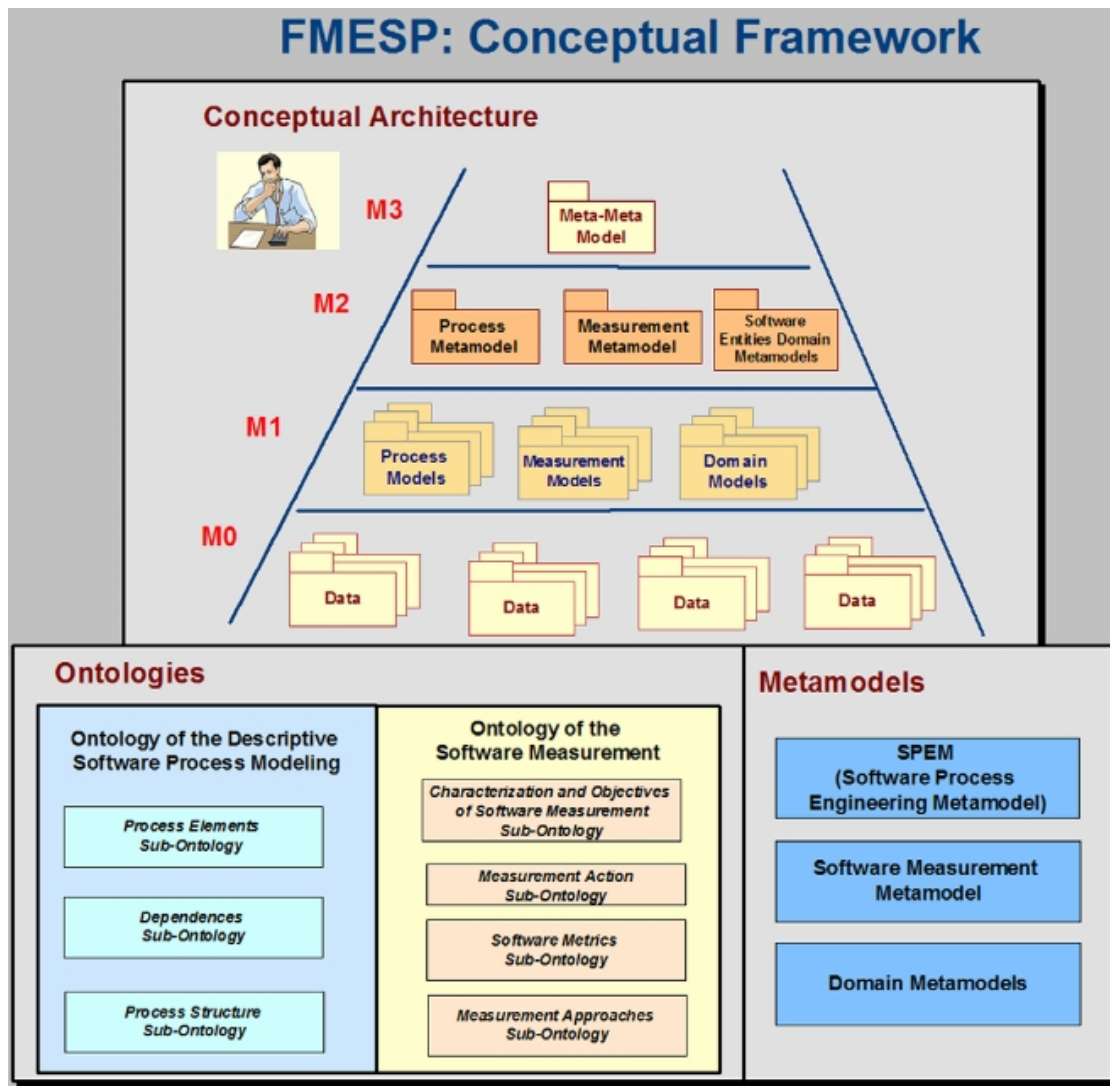 FMESP: Conceptual Framework
Conceptual Architecture
M3
Meta-Meta
Model
M2
Process
Metamodel
Measurement
Metamodel
Software
Entities Domain
Metamodels
M1
Process
Models
Measurement
Models
Domain
Models
M0
Data
Data
Data
Data
Ontologies
Ontology of the Descriptive
Software Process Modeling
Process Elements
Sub-Ontology
Dependences
Sub-Ontology
Process Structure
Sub-Ontology
Ontology of the
Software Measurement
Characterization and Objectives
of Software Measurement
Sub-Ontology
Measurement Action
Sub-Ontology
Software Metrics
Sub-Ontology
Measurement Approaches
Sub-Ontology
Metamodels
SPEM
(Software Process
Engineering Metamodel)
Software Measurement
Metamodel
Domain Metamodels